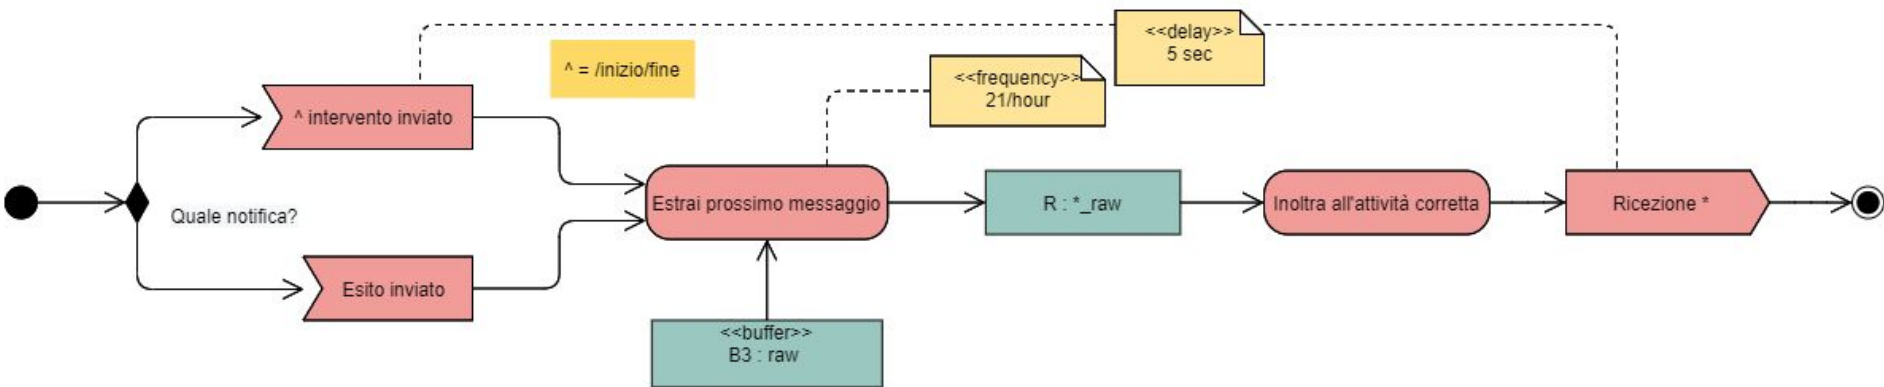 <<delay>>
5 sec
^ = /inizio/fine
<<frequency>>
21/hour
^ intervento inviato
Quale notifica?
Estrai prossimo messaggio
R : *_raw
Inoltra all'attività corretta
Ricezione *
Esito inviato
<<buffer>>
B3 : raw